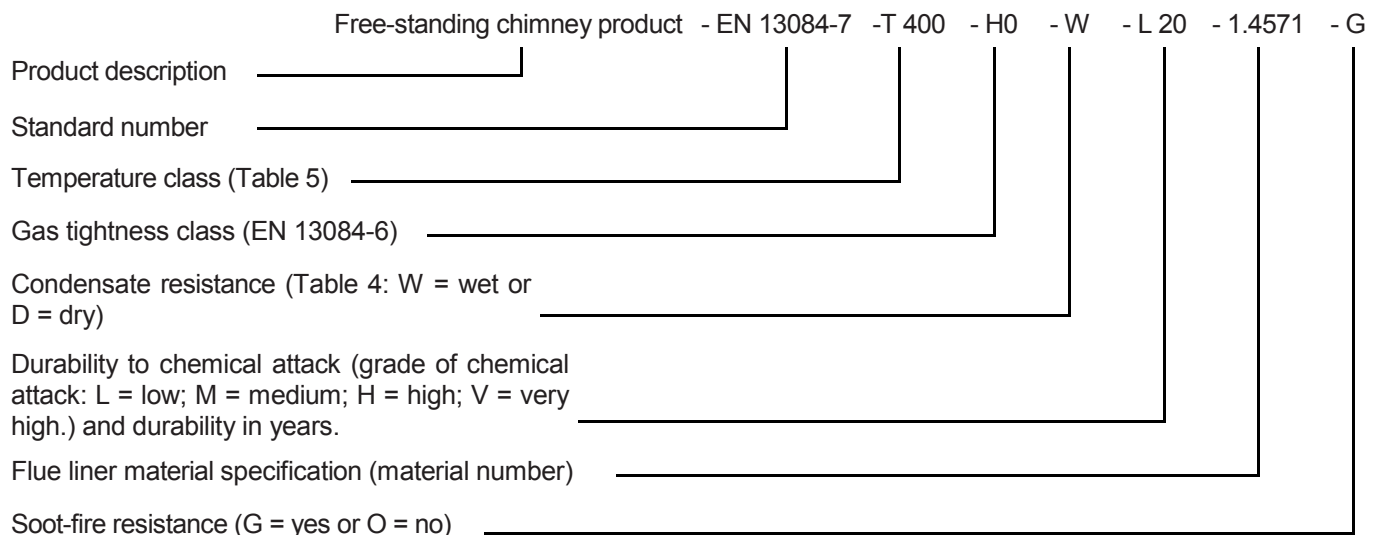 Free-standing chimney product - EN 13084-7 -T 400 - H0 - W - L 20 - 1.4571 - G
Product description
Standard number
Temperature class (Table 5)
Gas tightness class (EN 13084-6)
Condensate resistance (Table 4: W = wet or
D = dry)
Durability to chemical attack (grade of chemical
attack: L = low; M = medium; H = high; V = very
high.) and durability in years.
Flue liner material specification (material number)
Soot-fire resistance (G = yes or O = no)